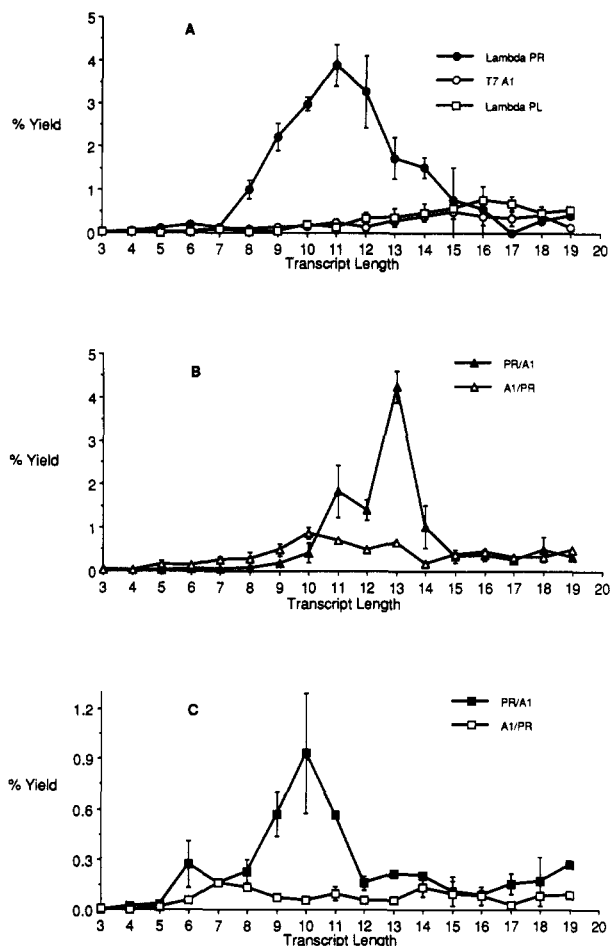 A
Lambda PR
T7 A1
Lambda PL
% Yield
5
4
3
2
1
0
3 4 5 6 7 8 9 10 11 12 13 14 15 16 17 18 19 20
Transcript Length
B
PR/A1
A1/PR
% Yield
5
4
3
2
1
0
3 4 5 6 7 8 9 10 11 12 13 14 15 16 17 18 19 20
Transcript Length
C
PR/A1
A1/PR
% Yield
1.2
0.9
0.6
0.3
0.0
3 4 5 6 7 8 9 10 11 12 13 14 15 16 17 18 19 20
Transcript Length